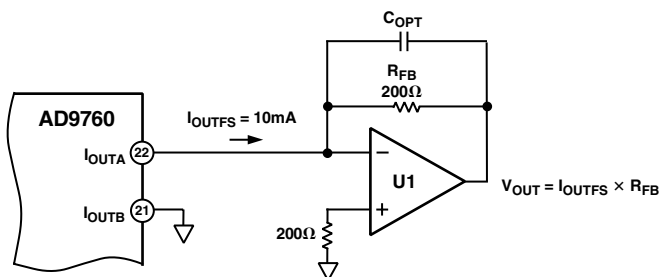 C_OPT
R_FB
200Ω
AD9760
I_OUTFS = 10mA
I_OUTA
22
−
U1
V_OUT = I_OUTFS × R_FB
I_OUTB
21
+
200Ω